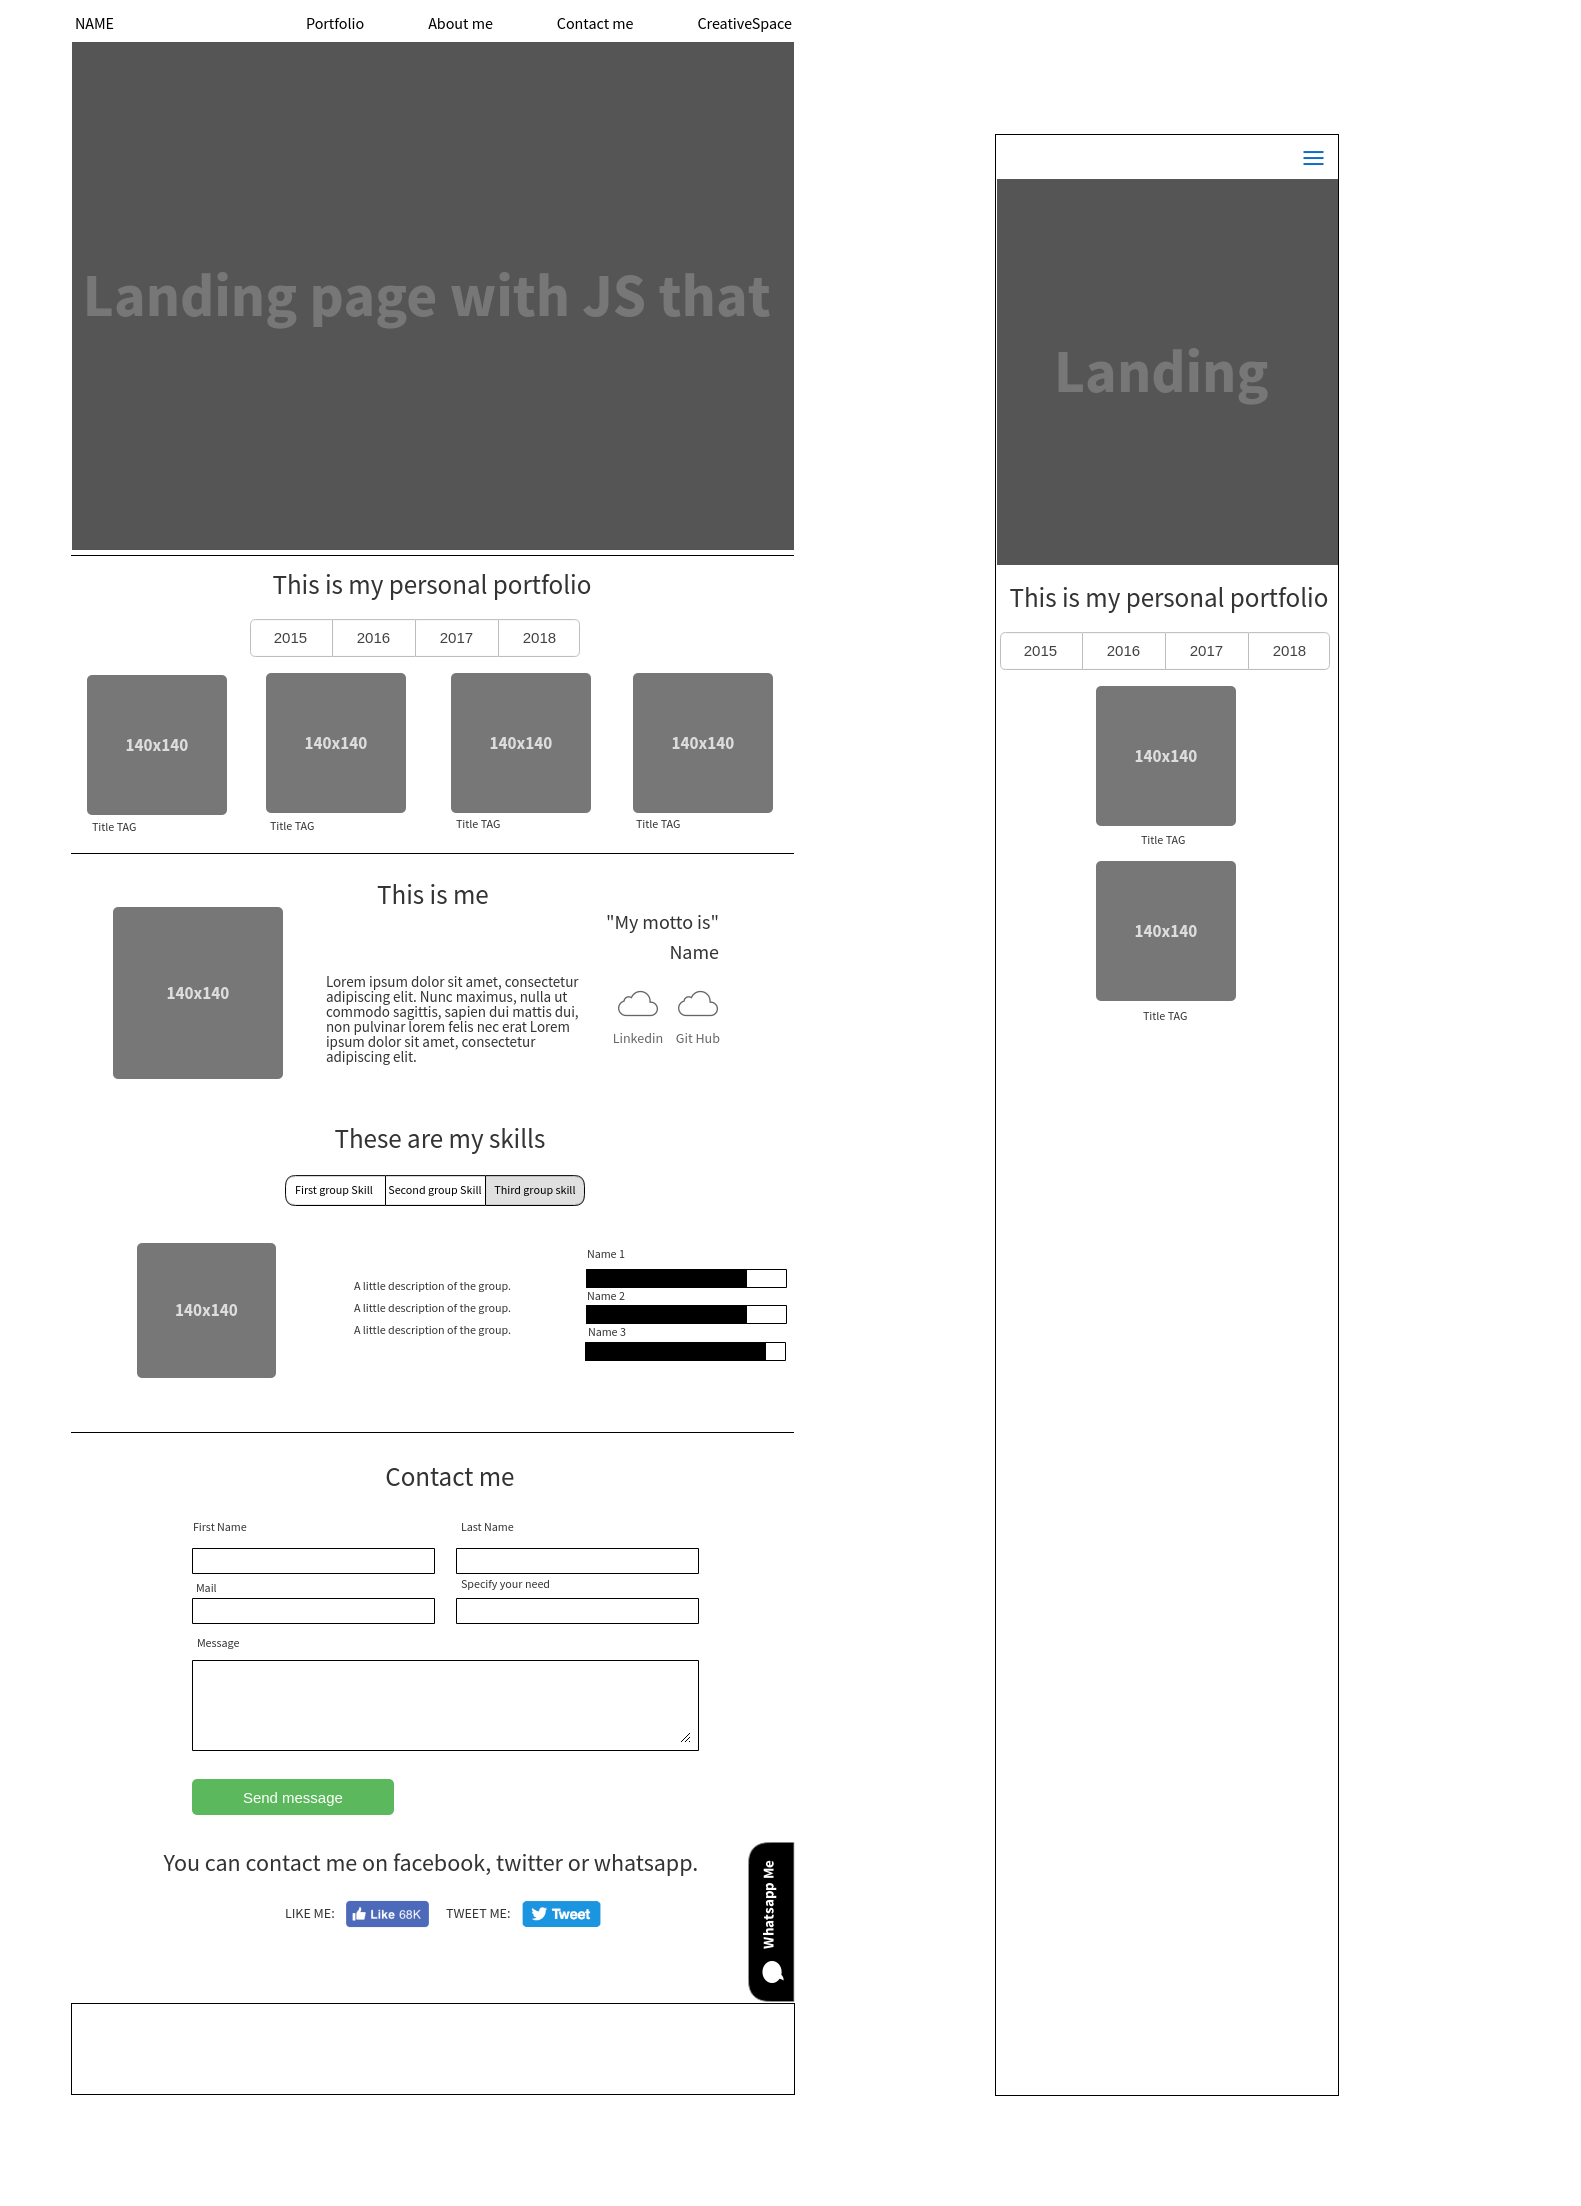 NAME
Portfolio
About me
Contact me
CreativeSpace
Landing page with JS that
This is my personal portfolio
2015
2016
2017
2018
140x140
140x140
140x140
140x140
Title TAG
Title TAG
Title TAG
Title TAG
This is me
140x140
Lorem ipsum dolor sit amet, consectetur
adipiscing elit. Nunc maximus, nulla ut
commodo sagittis, sapien dui mattis dui,
non pulvinar lorem felis nec erat Lorem
ipsum dolor sit amet, consectetur
adipiscing elit.
"My motto is"
Name
Linkedin
Git Hub
These are my skills
First group Skill
Second group Skill
Third group skill
140x140
A little description of the group.
A little description of the group.
A little description of the group.
Name 1
Name 2
Name 3
Contact me
First Name
Last Name
Mail
Specify your need
Message
Send message
You can contact me on facebook, twitter or whatsapp.
LIKE ME:
Like 68K
TWEET ME:
Tweet
Whatsapp Me
Landing
This is my personal portfolio
2015
2016
2017
2018
140x140
Title TAG
140x140
Title TAG